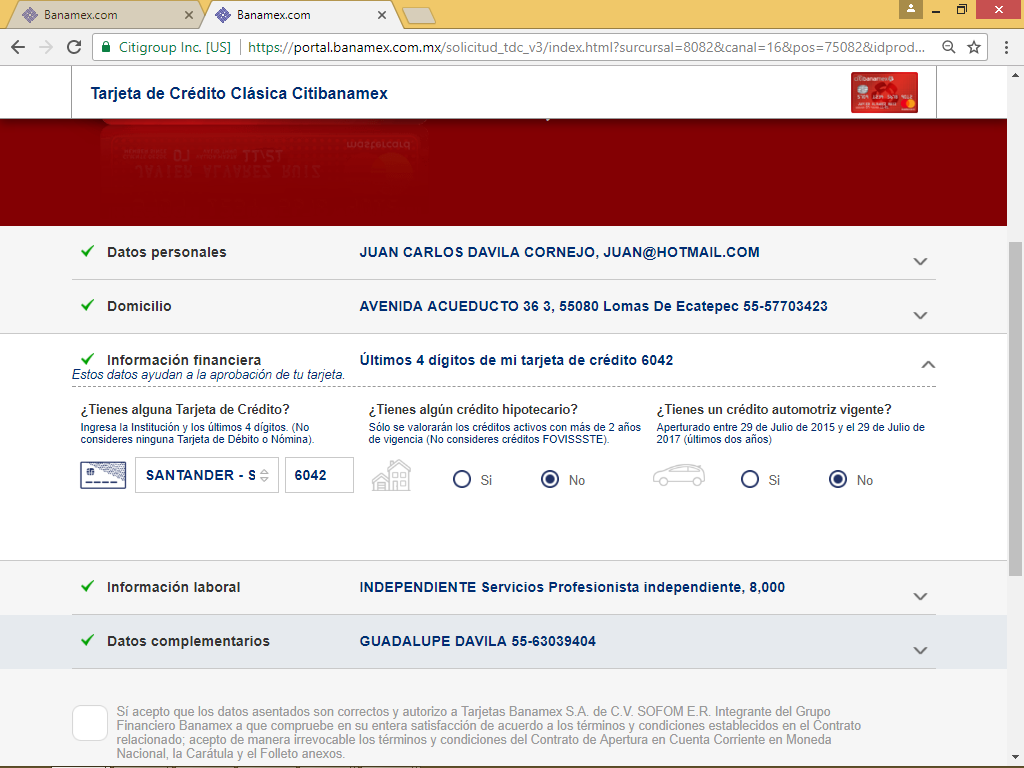 Banamex.com
Banamex.com
Citigroup Inc. [US]
https://portal.banamex.com.mx/solicitud_tdc_v3/index.html?surcursal=8082&canal=16&pos=75082&idprod...
Tarjeta de Crédito Clásica Citibanamex
mastercard
JAVIER ALVAREZ RUIZ
Datos personales
JUAN CARLOS DAVILA CORNEJO, JUAN@HOTMAIL.COM
Domicilio
AVENIDA ACUEDUCTO 36 3, 55080 Lomas De Ecatepec 55-57703423
Información financiera
Últimos 4 dígitos de mi tarjeta de crédito 6042
Estos datos ayudan a la aprobación de tu tarjeta.
¿Tienes alguna Tarjeta de Crédito?
Ingresa la Institución y los últimos 4 dígitos. (No
consideres ninguna Tarjeta de Débito o Nómina).
SANTANDER - S
6042
¿Tienes algún crédito hipotecario?
Sólo se valorarán los créditos activos con más de 2 años
de vigencia (No consideres créditos FOVISSSTE).
Si
No
¿Tienes un crédito automotriz vigente?
Aperturado entre 29 de Julio de 2015 y el 29 de Julio de
2017 (últimos dos años)
Si
No
Información laboral
INDEPENDIENTE Servicios Profesionista independiente, 8,000
Datos complementarios
GUADALUPE DAVILA 55-63039404
Sí acepto que los datos asentados son correctos y autorizo a Tarjetas Banamex S.A. de C.V. SOFOM E.R. Integrante del Grupo
Financiero Banamex a que compruebe en su entera satisfacción de acuerdo a los términos y condiciones establecidos en el Contrato
relacionado; acepto de manera irrevocable los términos y condiciones del Contrato de Apertura en Cuenta Corriente en Moneda
Nacional, la Carátula y el Folleto anexos.